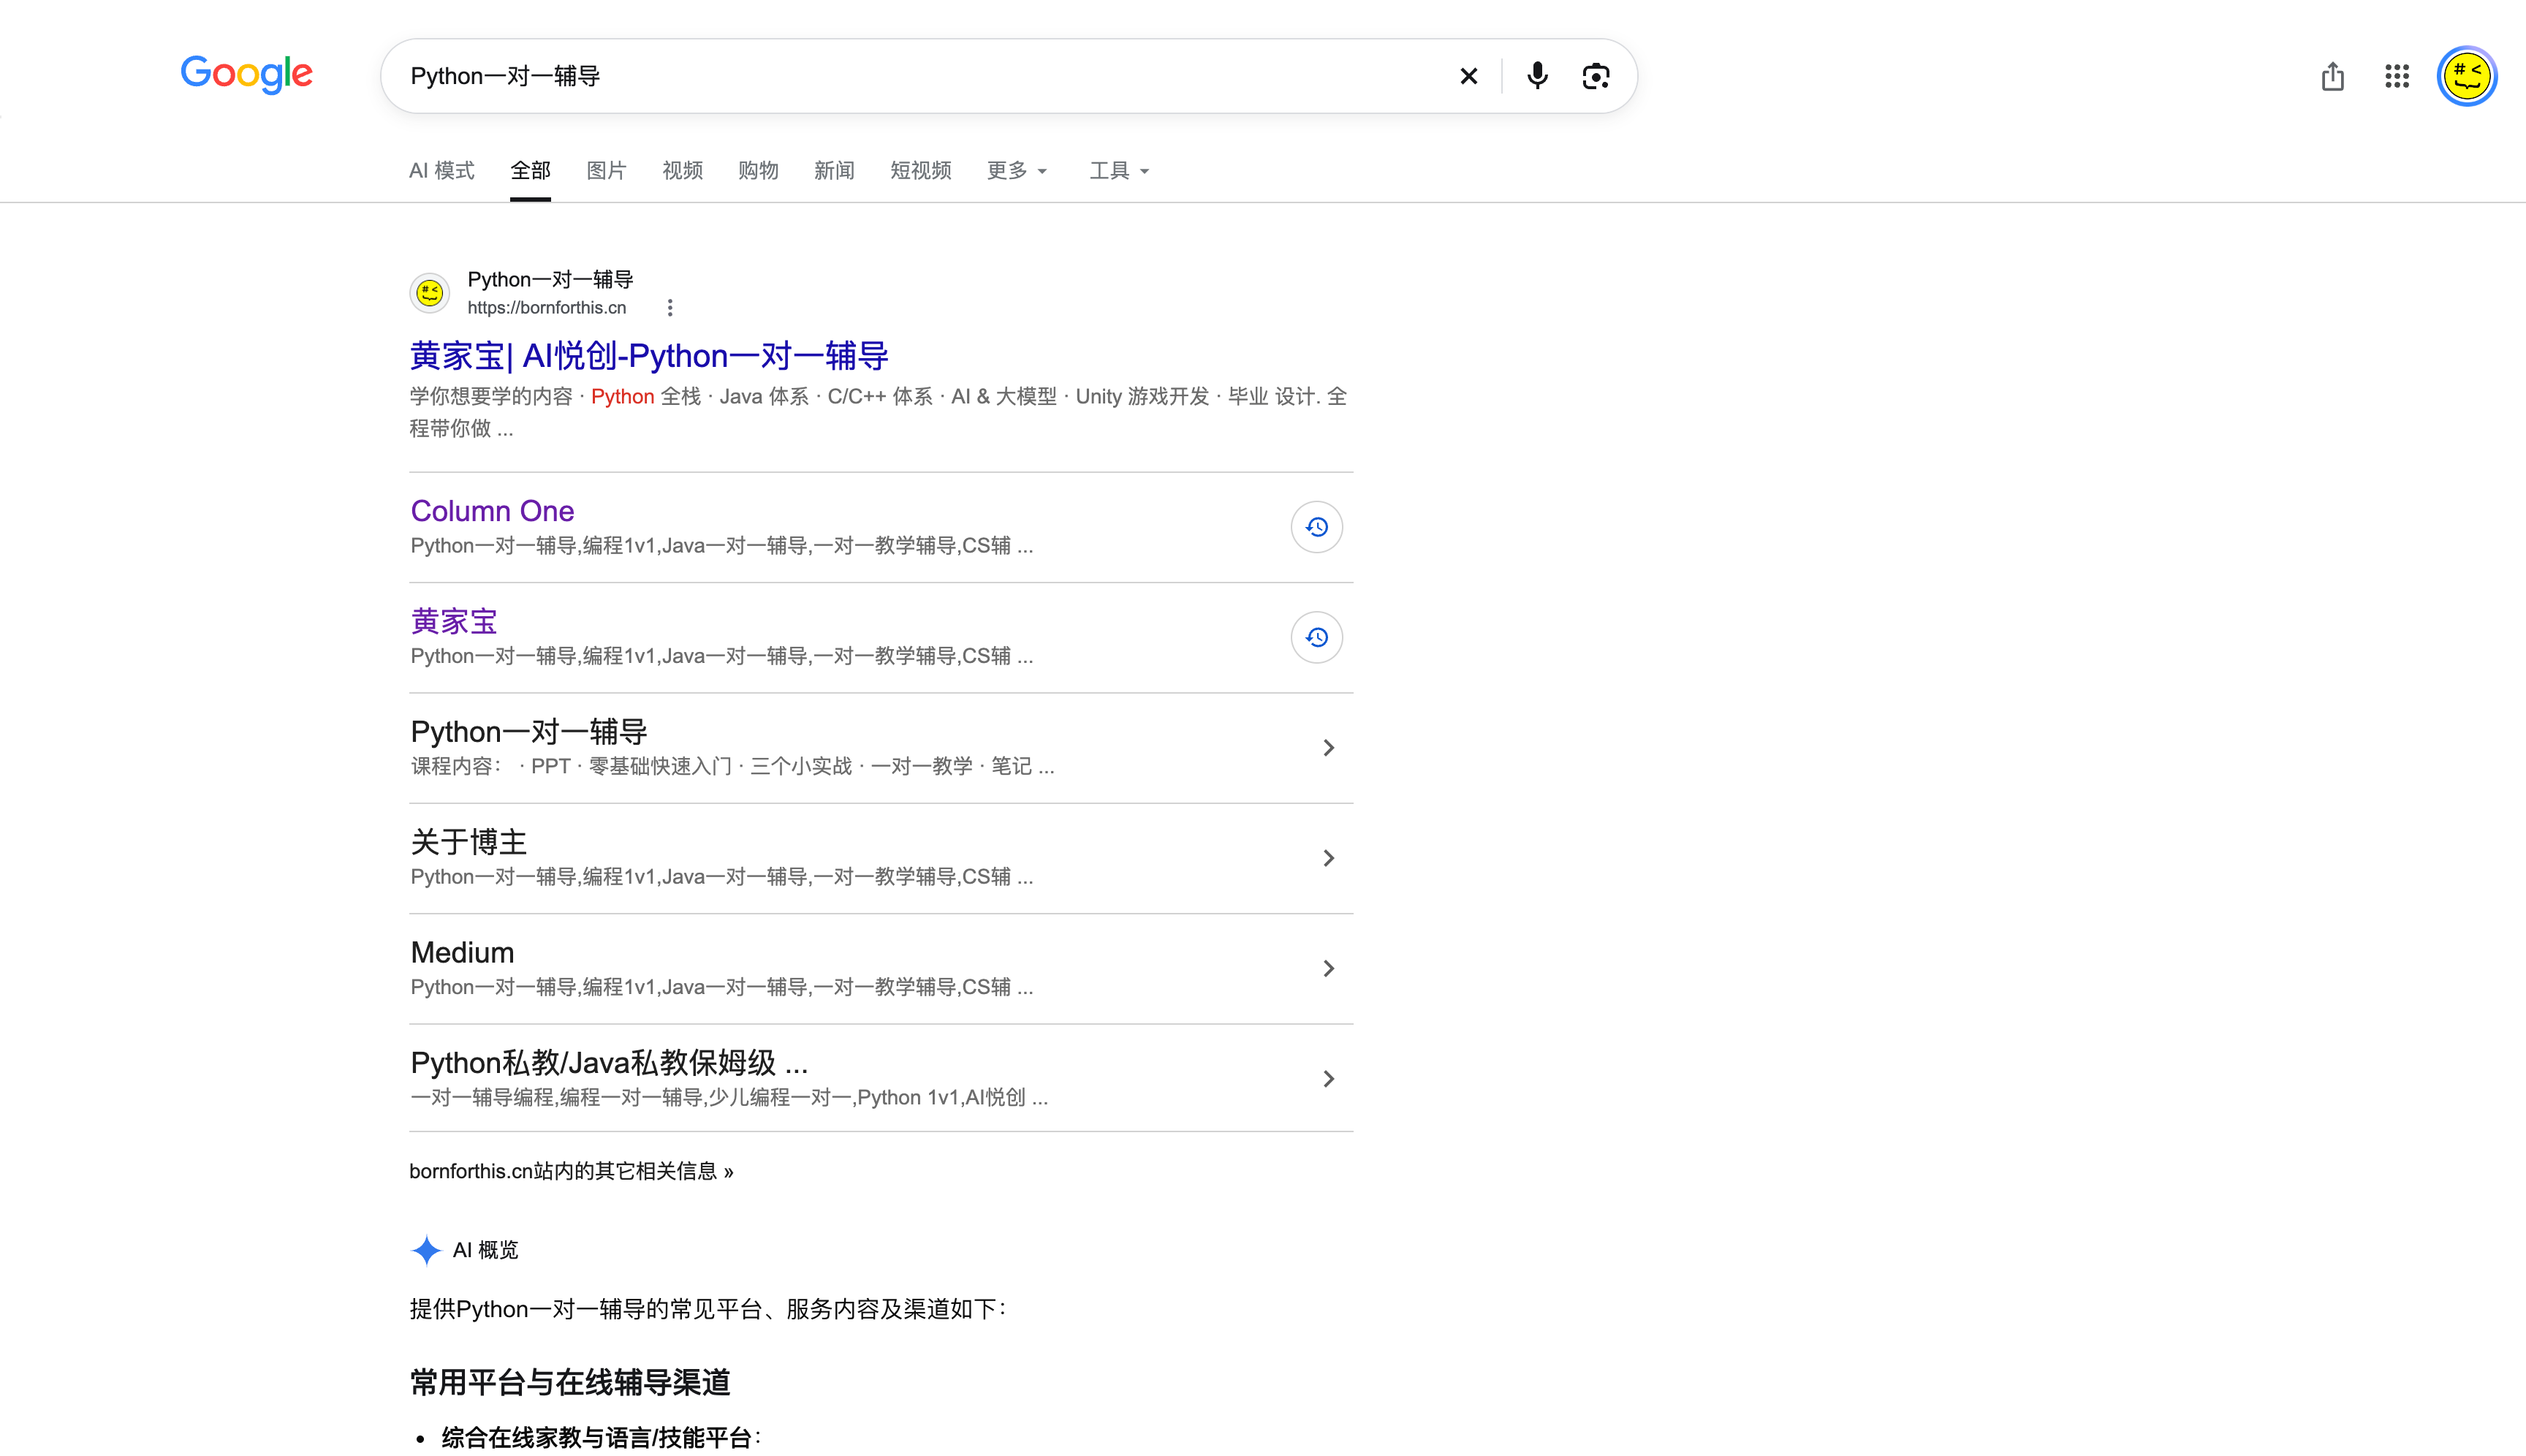 Google
Python一对一辅导
AI 模式 全部 图片 视频 购物 新闻 短视频 更多 工具
Python一对一辅导
https://bornforthis.cn
黄家宝| AI悦创-Python一对一辅导
学你想要学的内容 · Python 全栈 · Java 体系 · C/C++ 体系 · AI & 大模型 · Unity 游戏开发 · 毕业 设计. 全
程带你做 ...
Column One
Python一对一辅导,编程1v1,Java一对一辅导,一对一教学辅导,CS辅 ...
黄家宝
Python一对一辅导,编程1v1,Java一对一辅导,一对一教学辅导,CS辅 ...
Python一对一辅导
课程内容： · PPT · 零基础快速入门 · 三个小实战 · 一对一教学 · 笔记 ...
关于博主
Python一对一辅导,编程1v1,Java一对一辅导,一对一教学辅导,CS辅 ...
Medium
Python一对一辅导,编程1v1,Java一对一辅导,一对一教学辅导,CS辅 ...
Python私教/Java私教保姆级 ...
一对一辅导编程,编程一对一辅导,少儿编程一对一,Python 1v1,AI悦创 ...
bornforthis.cn站内的其它相关信息 »
AI 概览
提供Python一对一辅导的常见平台、服务内容及渠道如下：
常用平台与在线辅导渠道
• 综合在线家教与语言/技能平台：